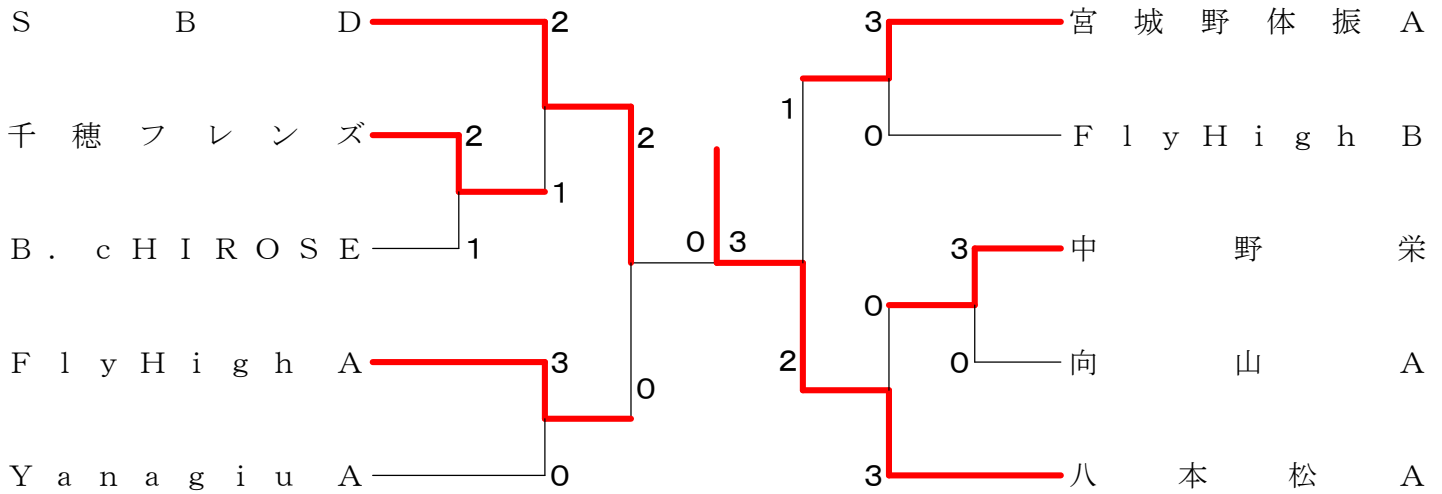 SBD 2 3 宮城野体振A
千穂フレンズ 2 2 1 0 FlyHigh B
1
B.cHIROSE 1 0 3 3 中野栄
0
FlyHigh A 3 0 2 0 向山A
Yanagiu A 0 3 八本松A